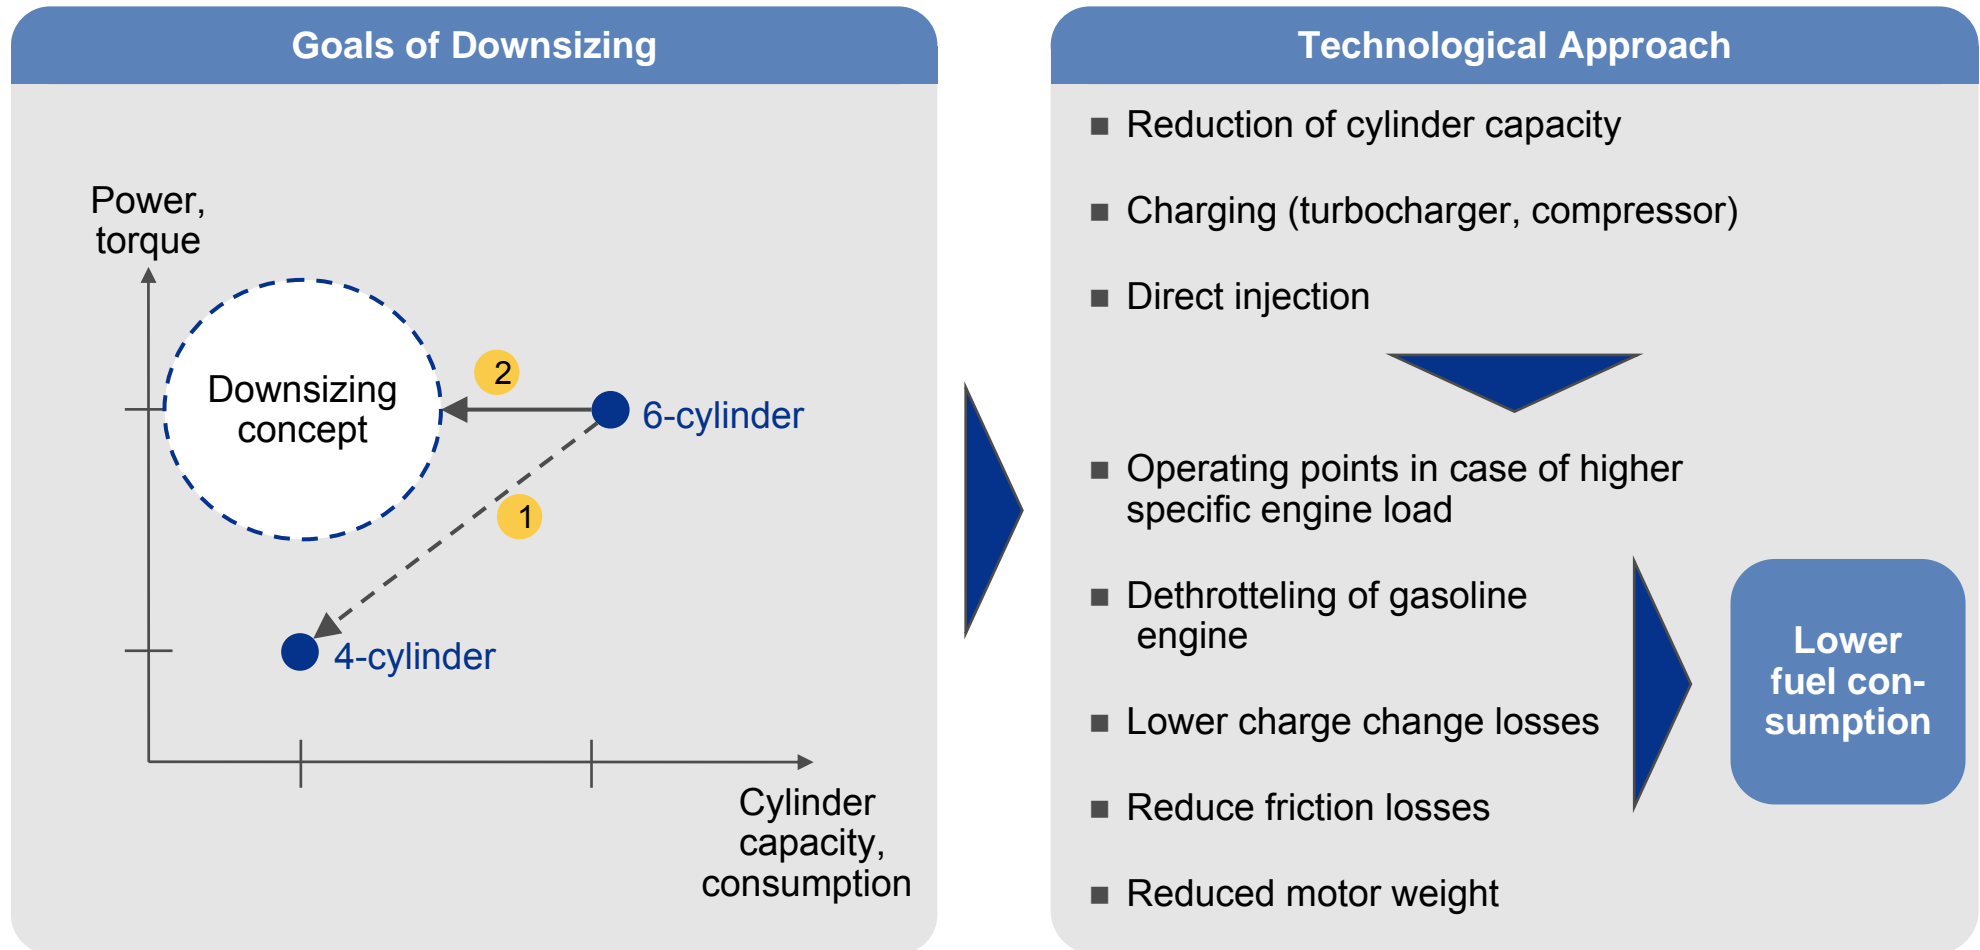 Goals of Downsizing
Power,
torque
Downsizing
concept
2
6-cylinder
1
4-cylinder
Cylinder
capacity,
consumption
Technological Approach
■ Reduction of cylinder capacity
■ Charging (turbocharger, compressor)
■ Direct injection
■ Operating points in case of higher
specific engine load
■ Dethrotteling of gasoline
engine
■ Lower charge change losses
■ Reduce friction losses
■ Reduced motor weight
Lower
fuel con-
sumption